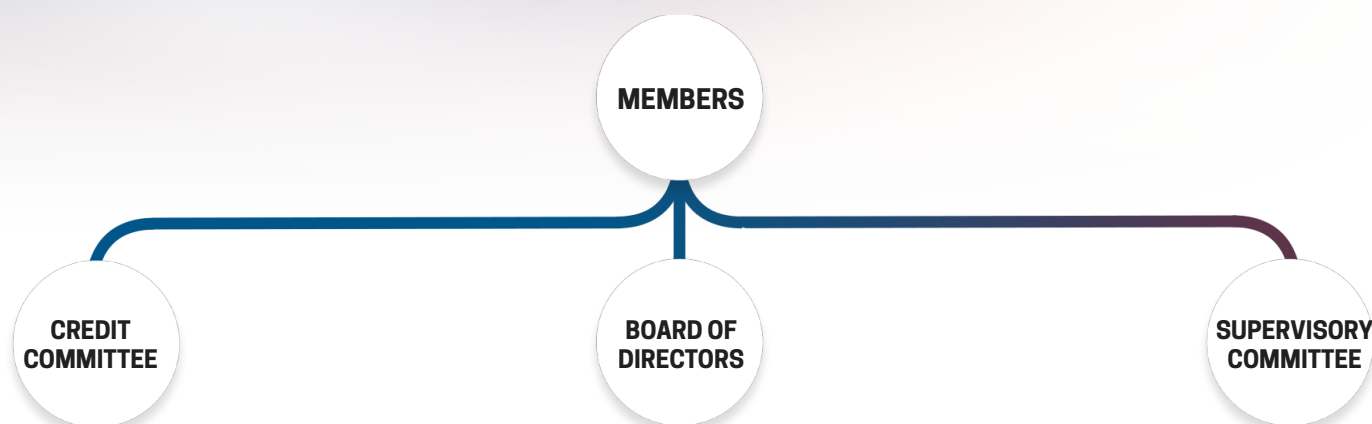 MEMBERS
CREDIT
COMMITTEE
BOARD OF
DIRECTORS
SUPERVISORY
COMMITTEE